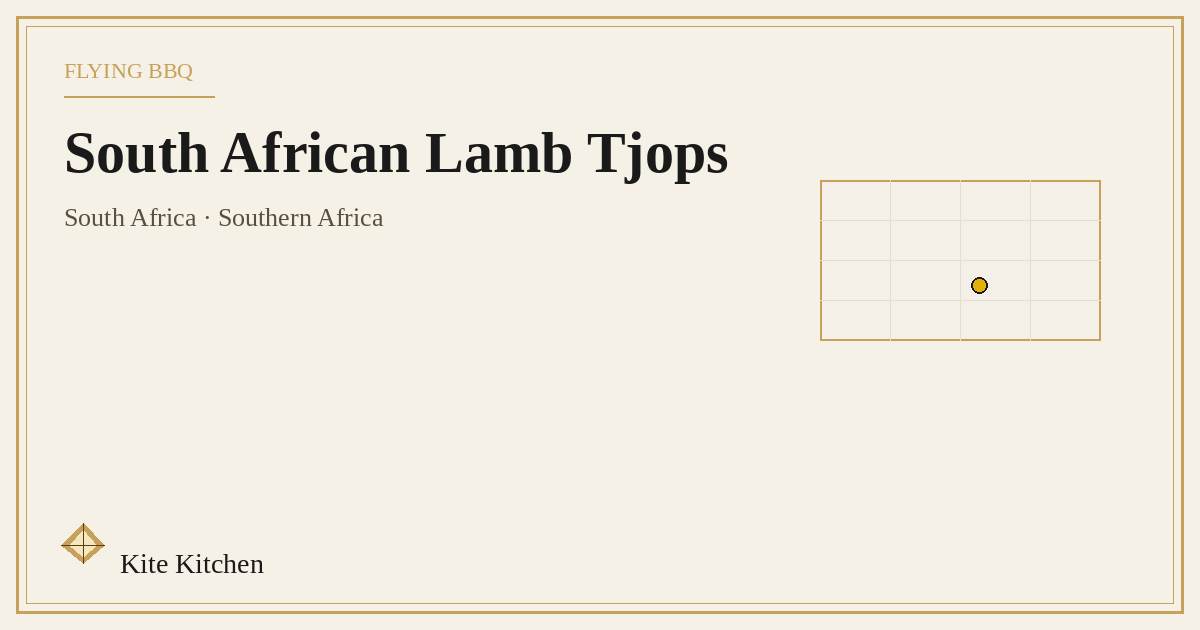 FLYING BBQ
South African Lamb Tjops
South Africa · Southern Africa
Kite Kitchen